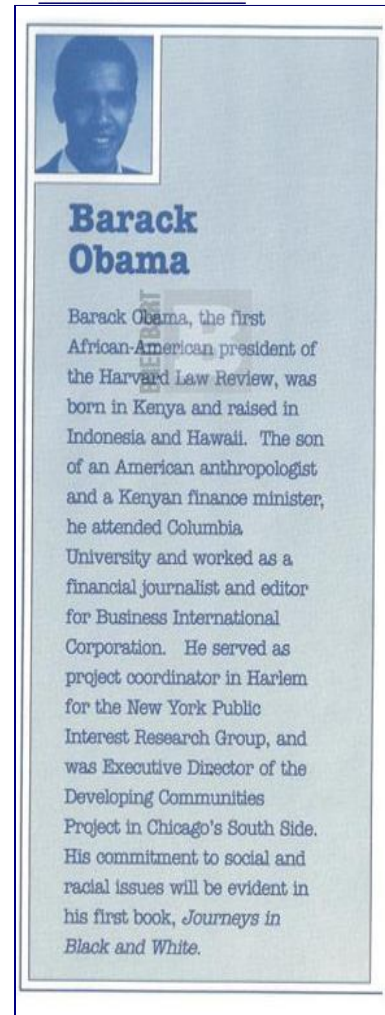 Barack
Obama
Barack Obama, the first
African-American president of
the Harvard Law Review, was
born in Kenya and raised in
Indonesia and Hawaii. The son
of an American anthropologist
and a Kenyan finance minister,
he attended Columbia
University and worked as a
financial journalist and editor
for Business International
Corporation. He served as
project coordinator in Harlem
for the New York Public
Interest Research Group, and
was Executive Director of the
Developing Communities
Project in Chicago's South Side.
His commitment to social and
racial issues will be evident in
his first book, Journeys in
Black and White.
BREITBART
B